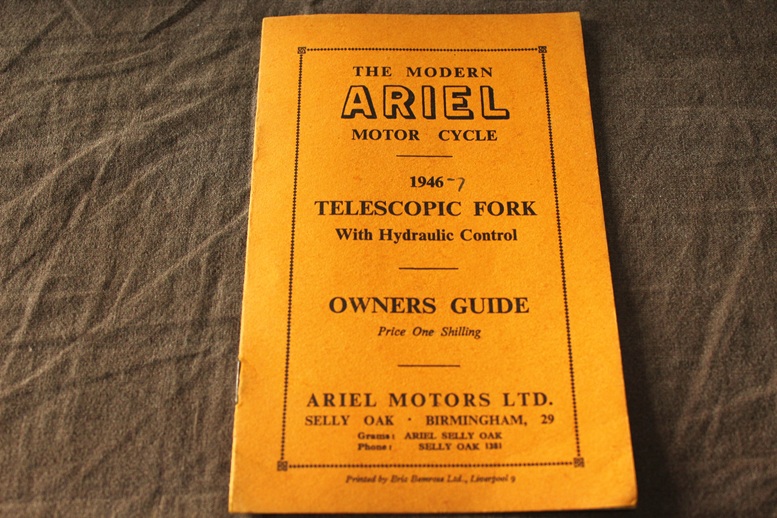 THE MODERN
ARIEL
MOTOR CYCLE
1946-7
TELESCOPIC FORK
With Hydraulic Control
OWNERS GUIDE
Price One Shilling
ARIEL MOTORS LTD.
SELLY OAK · BIRMINGHAM, 29
Grams: ARIEL SELLY OAK
Phone: SELLY OAK 1381
Printed by Eric Bemrose Ltd., Liverpool 9